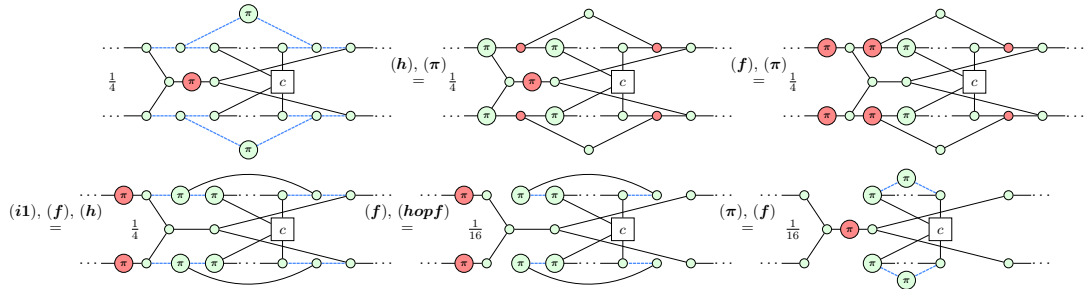 π
··· ··· ··· ···
1/4 π c
··· ··· ··· ···
π
(h), (π)
=
··· π π ··· ···
1/4 π c
··· π π ··· ···
(f), (π)
=
··· π π π ··· ···
1/4 c
··· π π π ··· ···
(i1), (f), (h)
=
··· π π π ··· ···
1/4 c
··· π π π ··· ···
(f), (hopf)
=
··· π π π ··· ···
1/16 c
··· π π π ··· ···
(π), (f)
=
π
··· π ··· ···
1/16 π c
··· π ··· ···
π